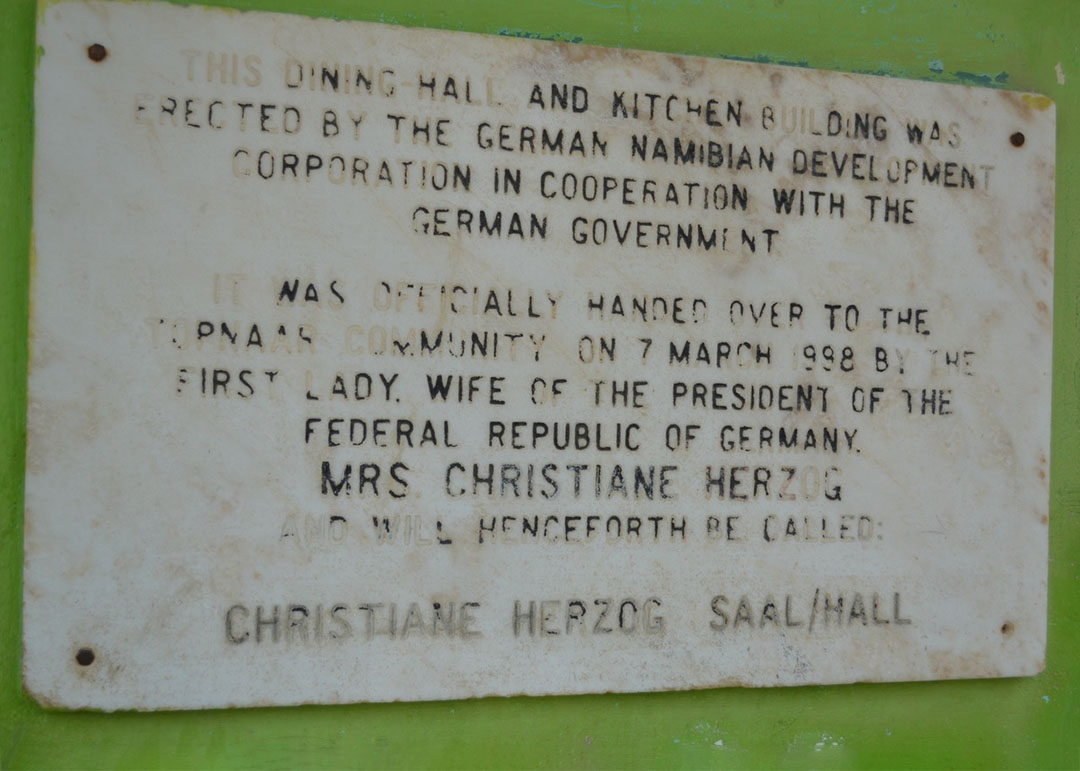 THIS DINING HALL AND KITCHEN BUILDING WAS
ERECTED BY THE GERMAN NAMIBIAN DEVELOPMENT
CORPORATION IN COOPERATION WITH THE
GERMAN GOVERNMENT
IT WAS OFFICIALLY HANDED OVER TO THE
TOPNAAR COMMUNITY ON 7 MARCH 1998 BY THE
FIRST LADY. WIFE OF THE PRESIDENT OF THE
FEDERAL REPUBLIC OF GERMANY.
MRS. CHRISTIANE HERZOG
AND WILL HENCEFORTH BE CALLED:
CHRISTIANE HERZOG SAAL/HALL